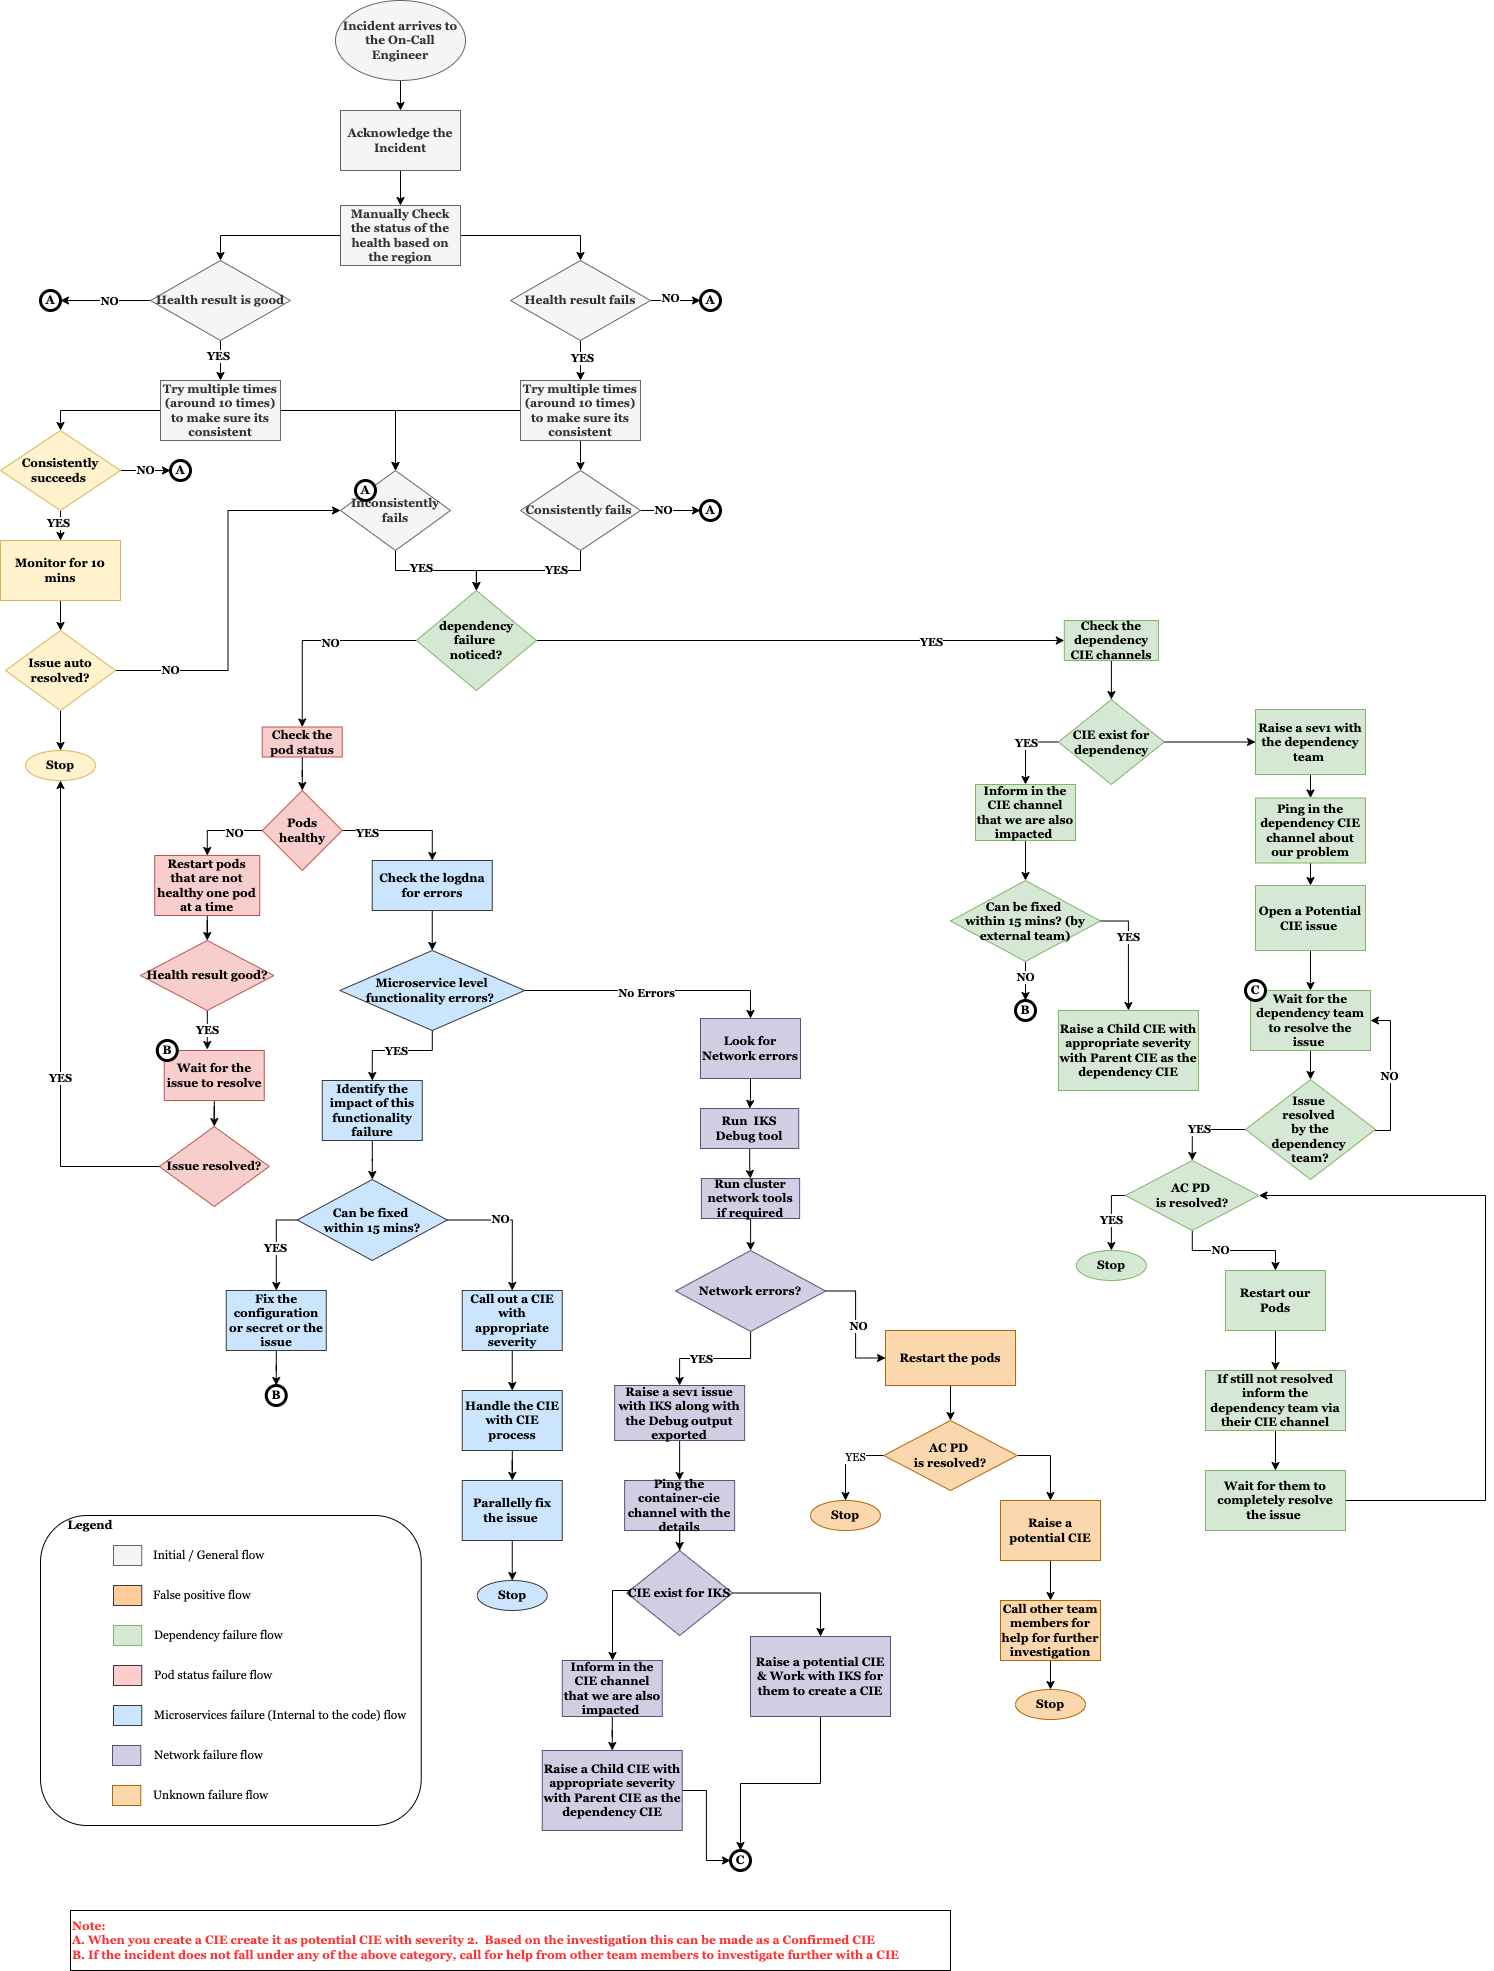 Incident arrives to
the On-Call
Engineer
Acknowledge the
Incident
Manually Check
the status of the
health based on
the region
A
NO
Health result is good
Health result fails
NO
A
YES
YES
Try multiple times
(around 10 times)
to make sure its
consistent
Try multiple times
(around 10 times)
to make sure its
consistent
Consistently
succeeds
NO
A
A
Inconsistently
fails
Consistently fails
NO
A
YES
Monitor for 10
mins
YES
YES
Issue auto
resolved?
NO
Stop
dependency
failure
noticed?
NO
YES
Check the
dependency
CIE channels
Check the
pod status
CIE exist for
dependency
YES
Raise a sev1 with
the dependency
team
Inform in the
CIE channel
that we are also
impacted
Ping in the
dependency CIE
channel about
our problem
Pods
healthy
NO
YES
Restart pods
that are not
healthy one pod
at a time
Check the logdna
for errors
Can be fixed
within 15 mins? (by
external team)
YES
NO
B
Open a Potential
CIE issue
Health result good?
YES
Microservice level
functionality errors?
No Errors
YES
Raise a Child CIE with
appropriate severity
with Parent CIE as the
dependency CIE
C
Wait for the
dependency team
to resolve the
issue
NO
B
Wait for the
issue to resolve
YES
Issue resolved?
Identify the
impact of this
functionality
failure
Look for
Network errors
Run IKS
Debug tool
Run cluster
network tools
if required
Issue
resolved
by the
dependency
team?
YES
AC PD
is resolved?
YES
Stop
NO
Can be fixed
within 15 mins?
YES
NO
Fix the
configuration
or secret or the
issue
B
Call out a CIE
with
appropriate
severity
Handle the CIE
with CIE
process
Parallelly fix
the issue
Stop
Network errors?
NO
YES
Restart our
Pods
If still not resolved
inform the
dependency team via
their CIE channel
Wait for them to
completely resolve
the issue
Restart the pods
AC PD
is resolved?
YES
Stop
Raise a
potential CIE
Call other team
members for
help for further
investigation
Stop
Raise a sev1 issue
with IKS along with
the Debug output
exported
Ping the
container-cie
channel with the
details
CIE exist for IKS
Inform in the
CIE channel
that we are also
impacted
Raise a potential CIE
& Work with IKS for
them to create a CIE
Raise a Child CIE with
appropriate severity
with Parent CIE as the
dependency CIE
C
Legend
Initial / General flow
False positive flow
Dependency failure flow
Pod status failure flow
Microservices failure (Internal to the code) flow
Network failure flow
Unknown failure flow
Note:
A. When you create a CIE create it as potential CIE with severity 2. Based on the investigation this can be made as a Confirmed CIE
B. If the incident does not fall under any of the above category, call for help from other team members to investigate further with a CIE